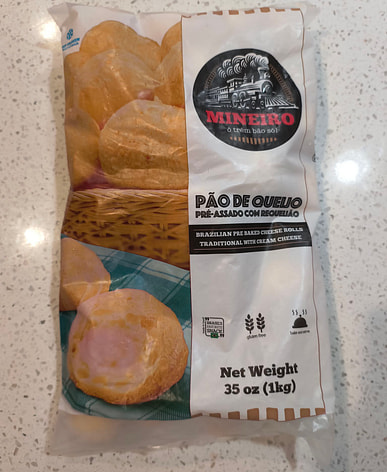 MINEIRO
ô trem bão sô!
PÃO DE QUEIJO
PRÉ-ASSADO COM REQUEIJÃO
BRAZILIAN PRE BAKED CHEESE ROLLS
TRADITIONAL WITH CREAM CHEESE
gluten free
Net Weight
35 oz (1kg)